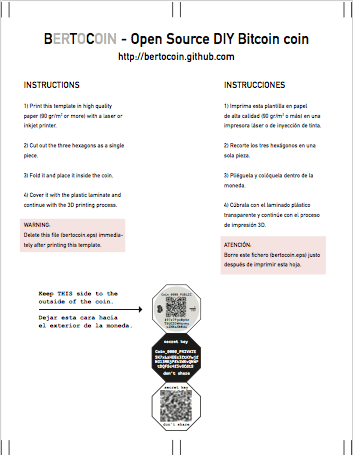 BERTOCOIN - Open Source DIY Bitcoin coin
http://bertocoin.github.com
INSTRUCTIONS
1) Print this template in high quality
paper (90 gr/m² or more) with a laser or
inkjet printer.
2) Cut out the three hexagons as a single
piece.
3) Fold it and place it inside the coin.
4) Cover it with the plastic laminate and
continue with the 3D printing process.
WARNING:
Delete this file (bertocoin.eps) immedia-
tely after printing this template.
INSTRUCCIONES
1) Imprima esta plantilla en papel
de alta calidad (90 gr/m² o más) en una
impresora láser o de inyección de tinta.
2) Recorte los tres hexágonos en una
sola pieza.
3) Pliéguela y colóquela dentro de la
moneda.
4) Cúbrala con el laminado plástico
transparente y continúe con el proceso
de impresión 3D.
ATENCIÓN:
Borre este fichero (bertocoin.eps) justo
después de imprimir esta hoja.
Keep THIS side to the
outside of the coin.
Dejar esta cara hacia
el exterior de la moneda.
Coin_0000_PUBLIC
secret key
Coin_0000_PRIVATE
don't share
secret key
don't share